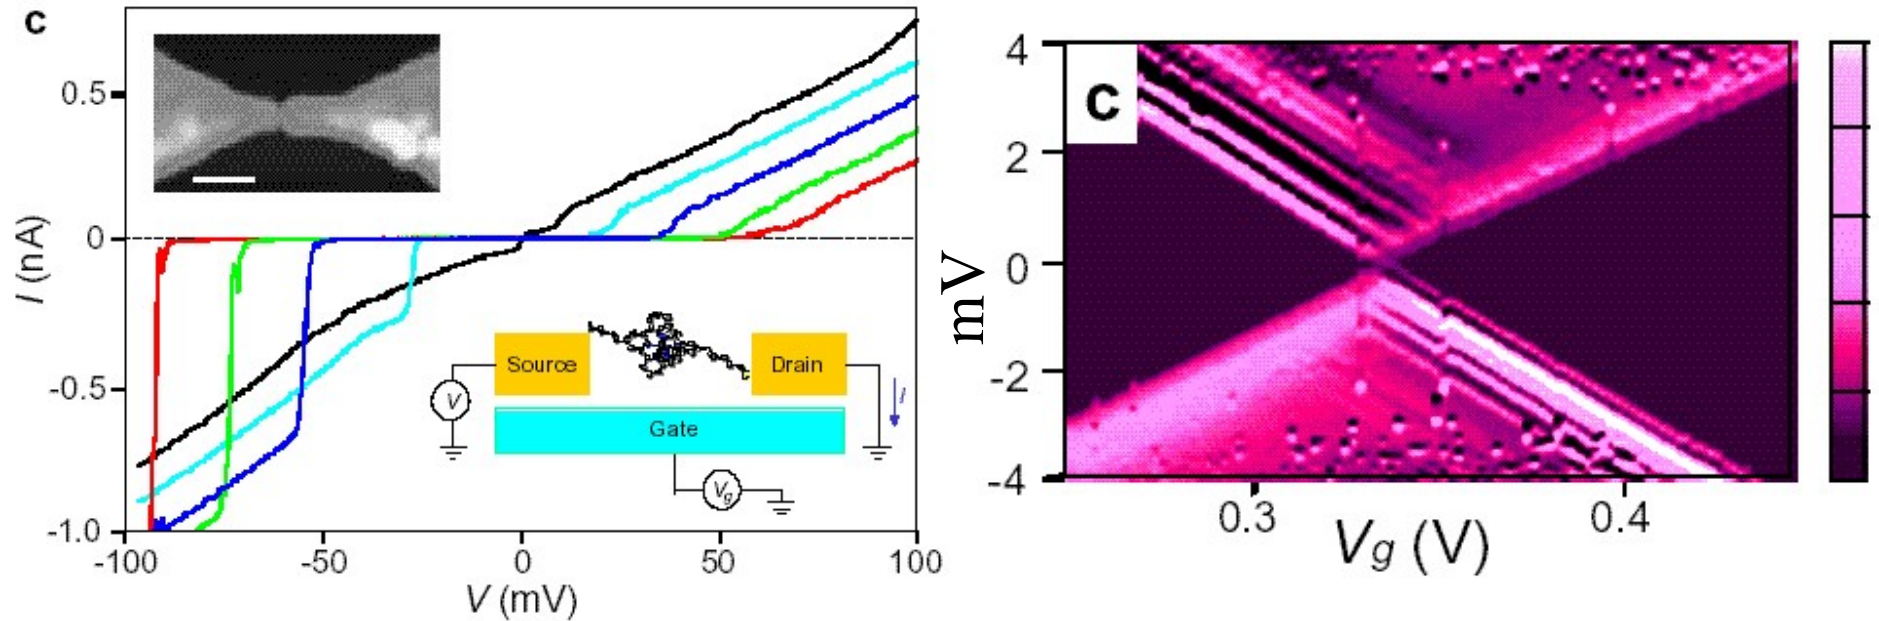 c
0.5
0
-0.5
-1.0
I (nA)
-100
-50
0
50
100
V (mV)
Source
Drain
Gate
V
Vg
I
c
4
2
0
-2
-4
mV
0.3
0.4
Vg (V)